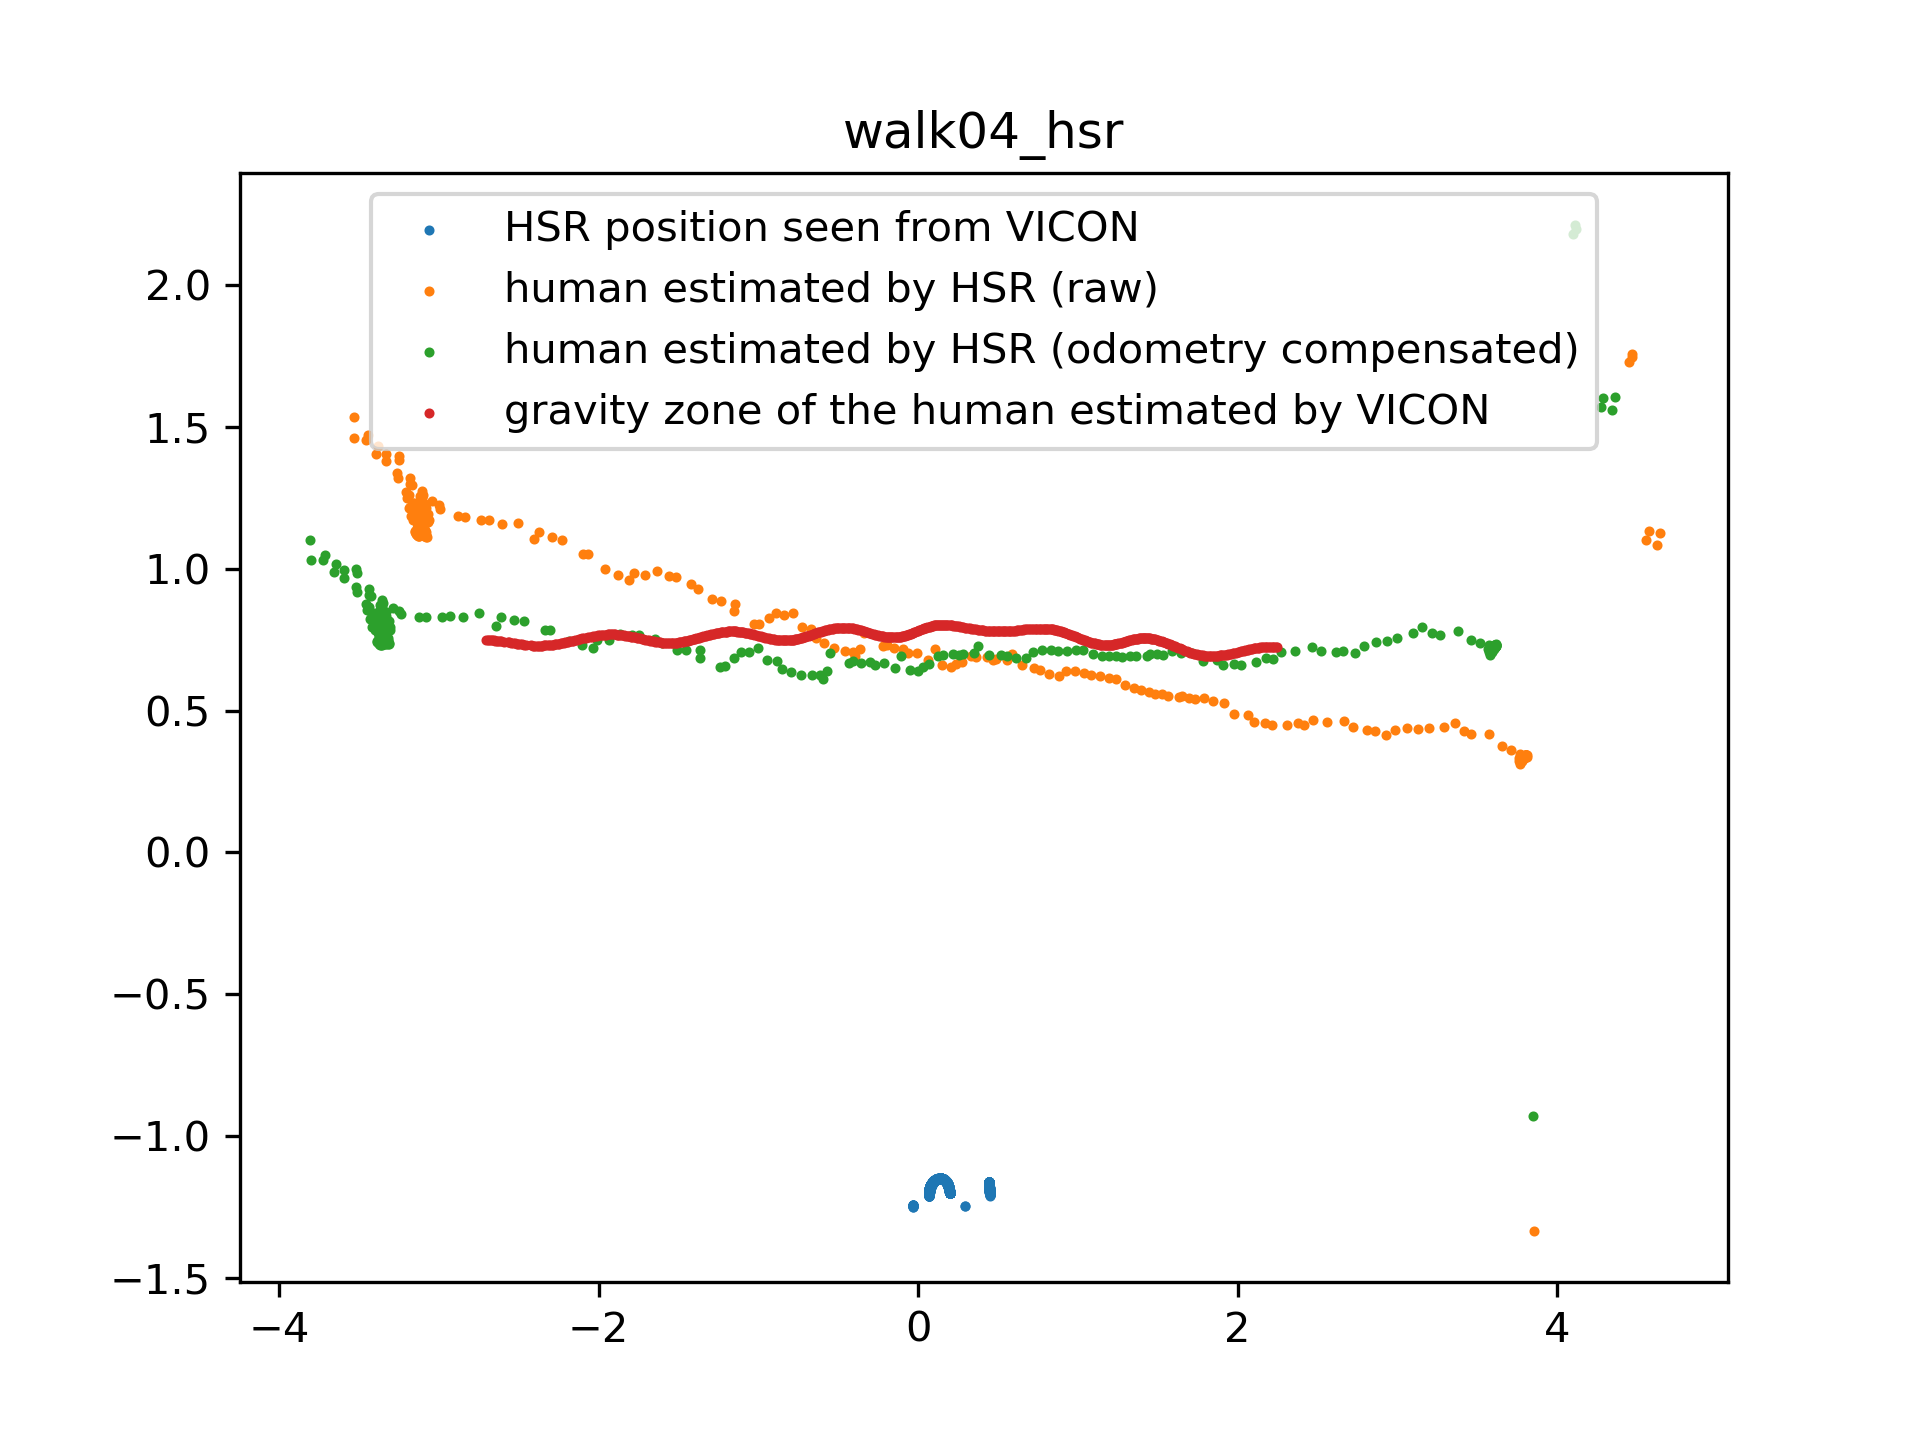 walk04_hsr
HSR position seen from VICON
human estimated by HSR (raw)
human estimated by HSR (odometry compensated)
gravity zone of the human estimated by VICON
2.0
1.5
1.0
0.5
0.0
−0.5
−1.0
−1.5
−4 −2 0 2 4